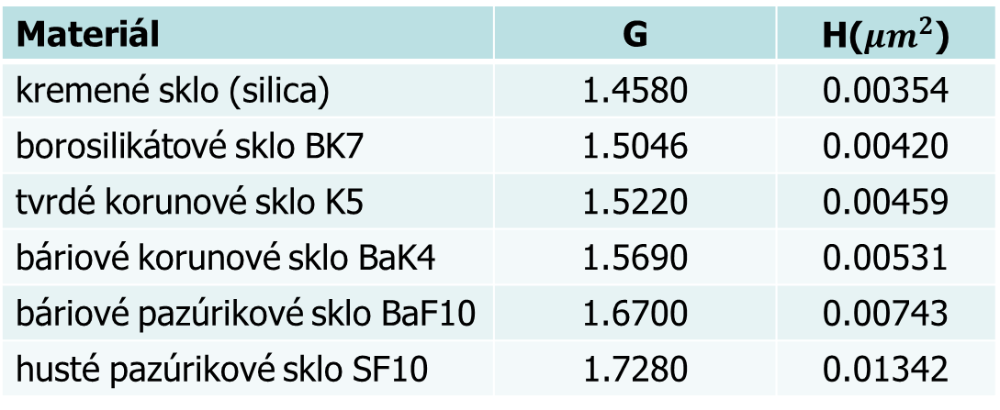 Materiál G H(μm²)
kremené sklo (silica) 1.4580 0.00354
borosilikátové sklo BK7 1.5046 0.00420
tvrdé korunové sklo K5 1.5220 0.00459
báriové korunové sklo BaK4 1.5690 0.00531
báriové pazúrikové sklo BaF10 1.6700 0.00743
husté pazúrikové sklo SF10 1.7280 0.01342